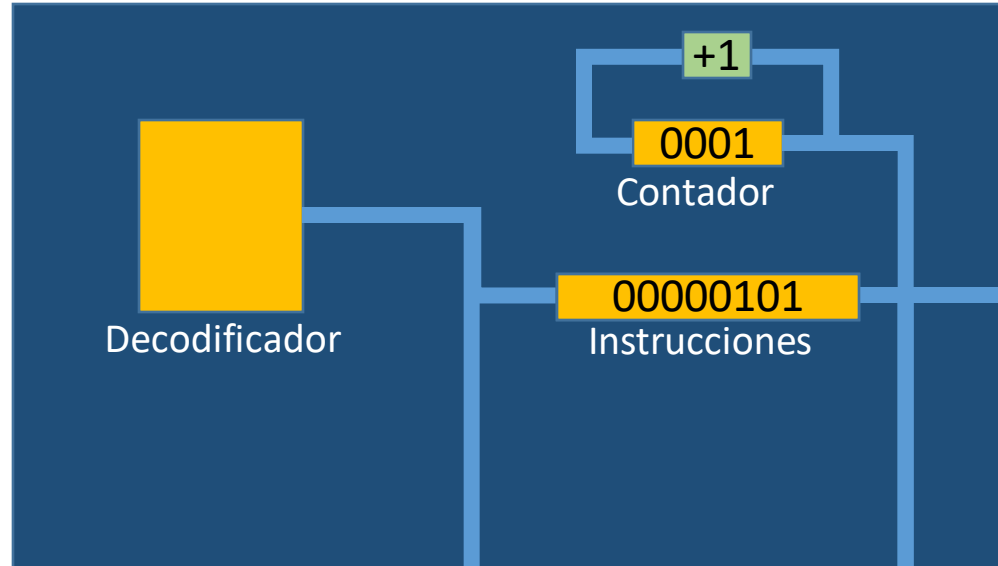 +1
0001
Contador
00000101
Instrucciones
Decodificador